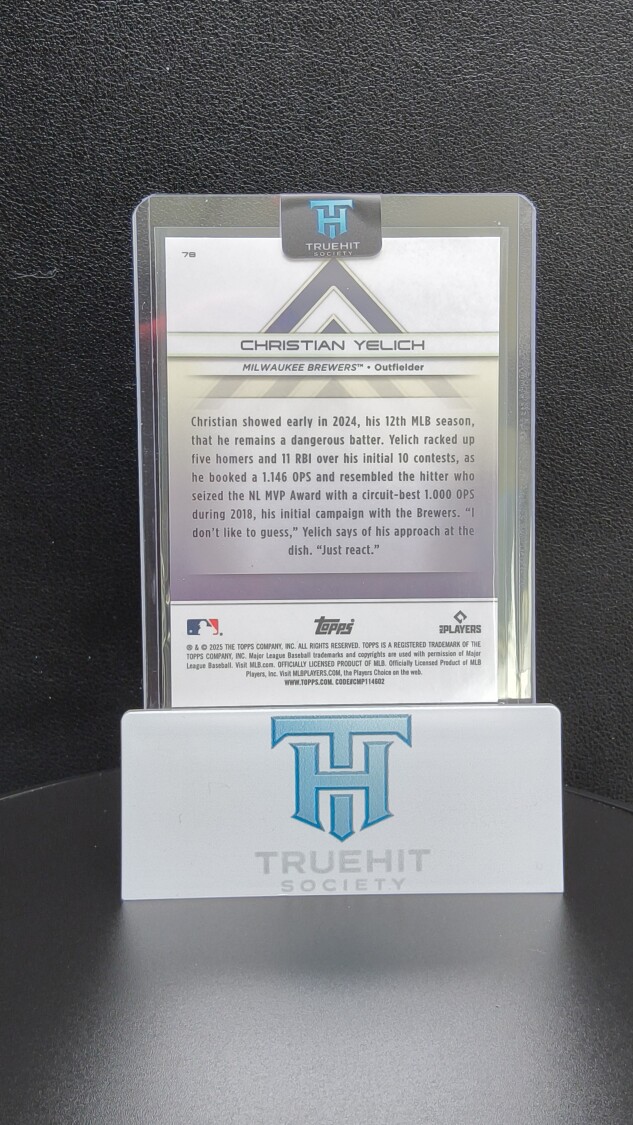 TH
TRUEHIT
SOCIETY
78
CHRISTIAN YELICH
MILWAUKEE BREWERS™ • Outfielder
Christian showed early in 2024, his 12th MLB season,
that he remains a dangerous batter. Yelich racked up
five homers and 11 RBI over his initial 10 contests, as
he booked a 1.146 OPS and resembled the hitter who
seized the NL MVP Award with a circuit-best 1.000 OPS
during 2018, his initial campaign with the Brewers. “I
don’t like to guess,” Yelich says of his approach at the
dish. “Just react.”
Topps
PLAYERS
® & © 2025 THE TOPPS COMPANY, INC. ALL RIGHTS RESERVED. TOPPS IS A REGISTERED TRADEMARK OF THE
TOPPS COMPANY, INC. Major League Baseball trademarks and copyrights are used with permission of Major
League Baseball. Visit MLB.com. OFFICIALLY LICENSED PRODUCT OF MLB. Officially Licensed Product of MLB
Players, Inc. Visit MLBPLAYERS.COM, the Players Choice on the web.
WWW.TOPPS.COM. CODE#CMP114602
TH
TRUEHIT
SOCIETY